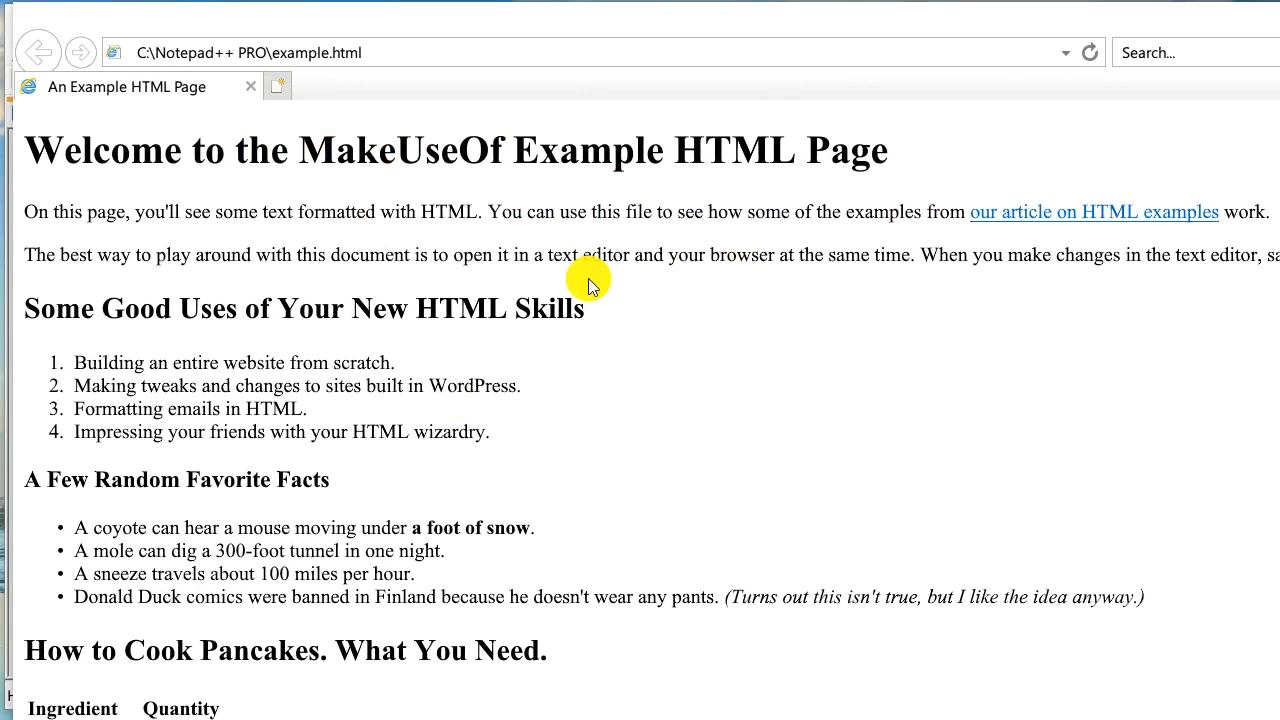 C:\Notepad++ PRO\example.html
Search...
An Example HTML Page
Welcome to the MakeUseOf Example HTML Page
On this page, you'll see some text formatted with HTML. You can use this file to see how some of the examples from our article on HTML examples work.
The best way to play around with this document is to open it in a text editor and your browser at the same time. When you make changes in the text editor, sa
Some Good Uses of Your New HTML Skills
1. Building an entire website from scratch.
2. Making tweaks and changes to sites built in WordPress.
3. Formatting emails in HTML.
4. Impressing your friends with your HTML wizardry.
A Few Random Favorite Facts
• A coyote can hear a mouse moving under a foot of snow.
• A mole can dig a 300-foot tunnel in one night.
• A sneeze travels about 100 miles per hour.
• Donald Duck comics were banned in Finland because he doesn't wear any pants. (Turns out this isn't true, but I like the idea anyway.)
How to Cook Pancakes. What You Need.
Ingredient Quantity